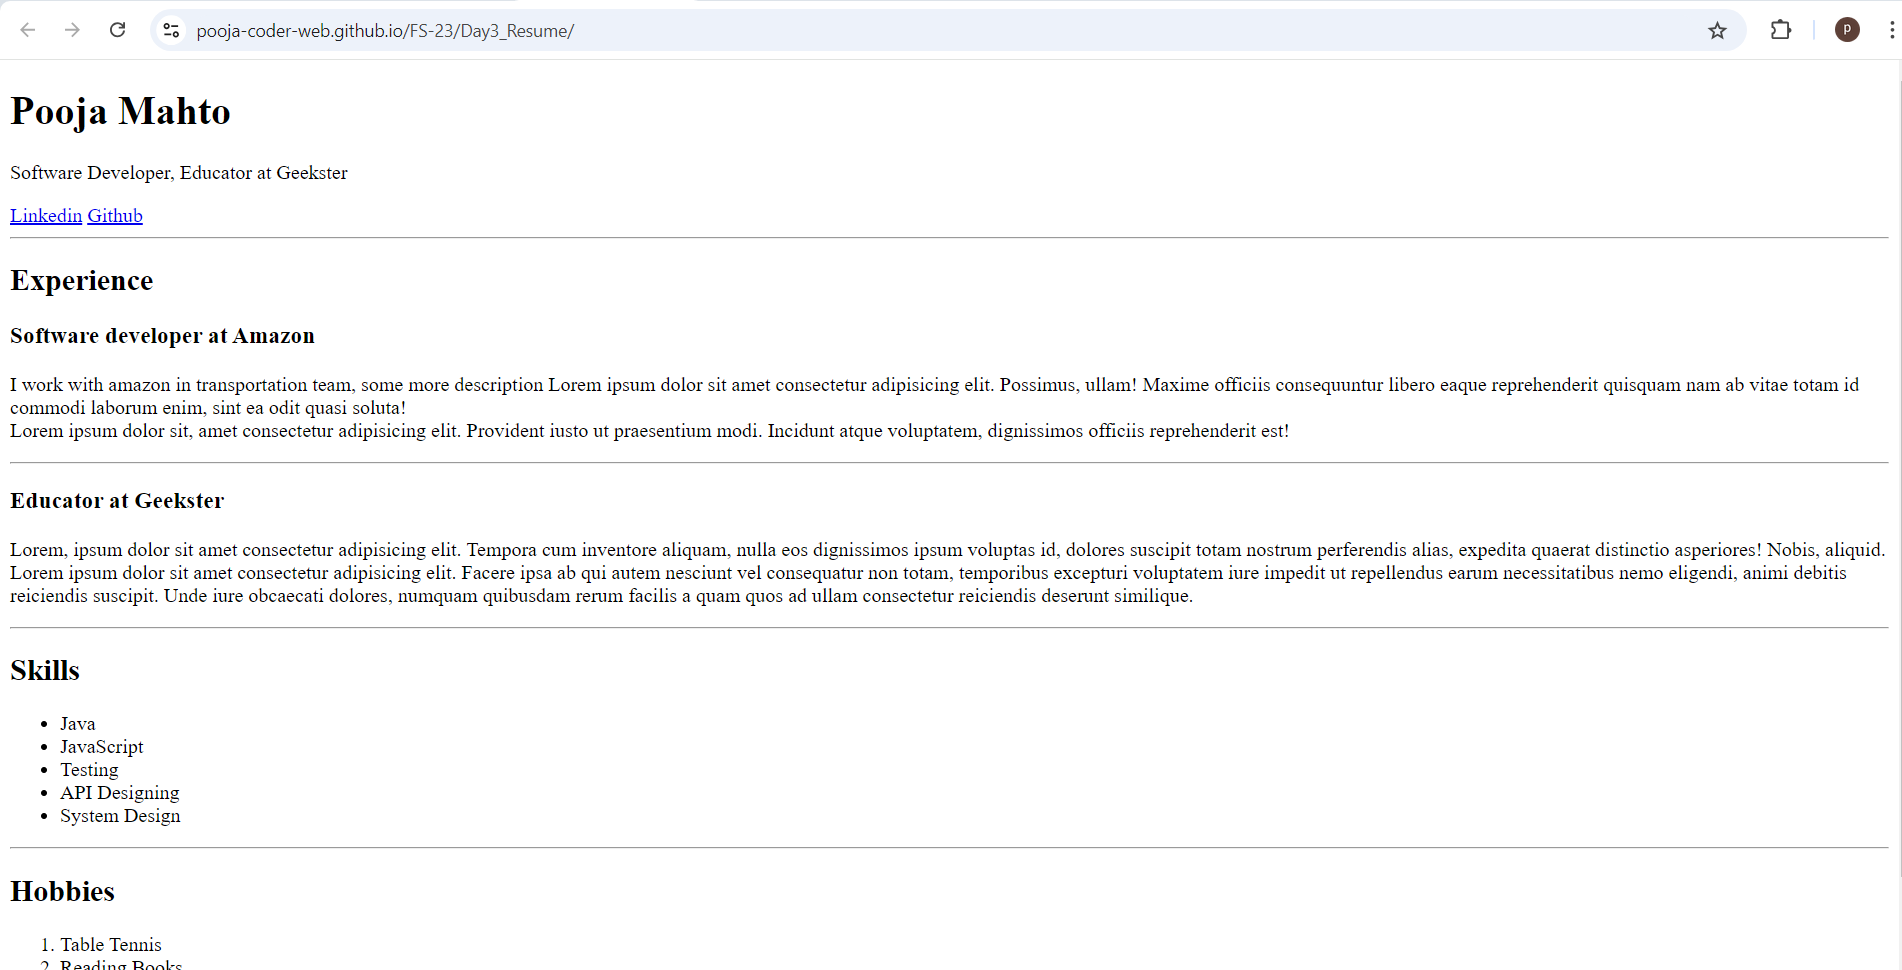 pooja-coder-web.github.io/FS-23/Day3_Resume/
p
Pooja Mahto
Software Developer, Educator at Geekster
Linkedin Github
Experience
Software developer at Amazon
I work with amazon in transportation team, some more description Lorem ipsum dolor sit amet consectetur adipisicing elit. Possimus, ullam! Maxime officiis consequuntur libero eaque reprehenderit quisquam nam ab vitae totam id
commodi laborum enim, sint ea odit quasi soluta!
Lorem ipsum dolor sit, amet consectetur adipisicing elit. Provident iusto ut praesentium modi. Incidunt atque voluptatem, dignissimos officiis reprehenderit est!
Educator at Geekster
Lorem, ipsum dolor sit amet consectetur adipisicing elit. Tempora cum inventore aliquam, nulla eos dignissimos ipsum voluptas id, dolores suscipit totam nostrum perferendis alias, expedita quaerat distinctio asperiores! Nobis, aliquid.
Lorem ipsum dolor sit amet consectetur adipisicing elit. Facere ipsa ab qui autem nesciunt vel consequatur non totam, temporibus excepturi voluptatem iure impedit ut repellendus earum necessitatibus nemo eligendi, animi debitis
reiciendis suscipit. Unde iure obcaecati dolores, numquam quibusdam rerum facilis a quam quos ad ullam consectetur reiciendis deserunt similique.
Skills
• Java
• JavaScript
• Testing
• API Designing
• System Design
Hobbies
1. Table Tennis
2. Reading Books